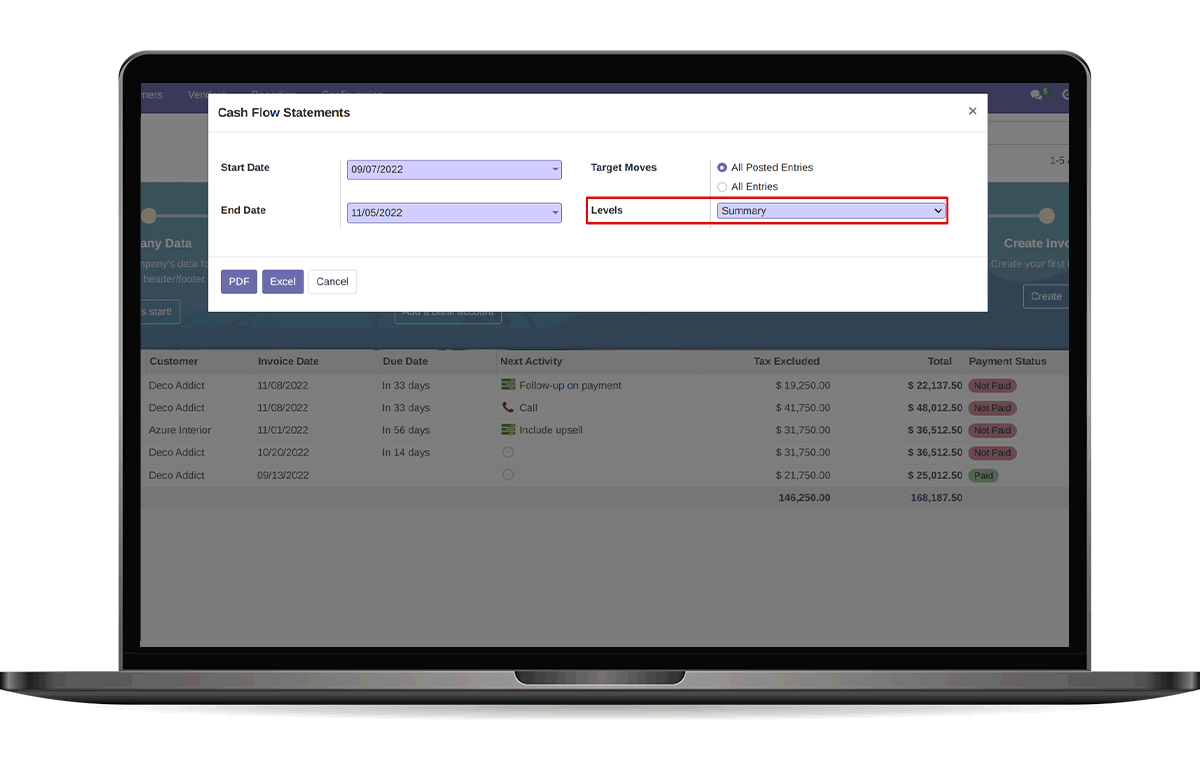 Cash Flow Statements ×
Start Date 09/07/2022 Target Moves All Posted Entries
All Entries
End Date 11/05/2022 Levels Summary
PDF Excel Cancel
5
1-5
any Data Create Invo
mpany's data fo Create your first
header/footer.
s start! Add a bank account Create
Customer Invoice Date Due Date Next Activity Tax Excluded Total Payment Status
Deco Addict 11/08/2022 In 33 days Follow-up on payment $ 19,250.00 $ 22,137.50 Not Paid
Deco Addict 11/08/2022 In 33 days Call $ 41,750.00 $ 48,012.50 Not Paid
Azure Interior 11/01/2022 In 56 days Include upsell $ 31,750.00 $ 36,512.50 Not Paid
Deco Addict 10/20/2022 In 14 days $ 31,750.00 $ 36,512.50 Not Paid
Deco Addict 09/13/2022 $ 21,750.00 $ 25,012.50 Paid
146,250.00 168,187.50